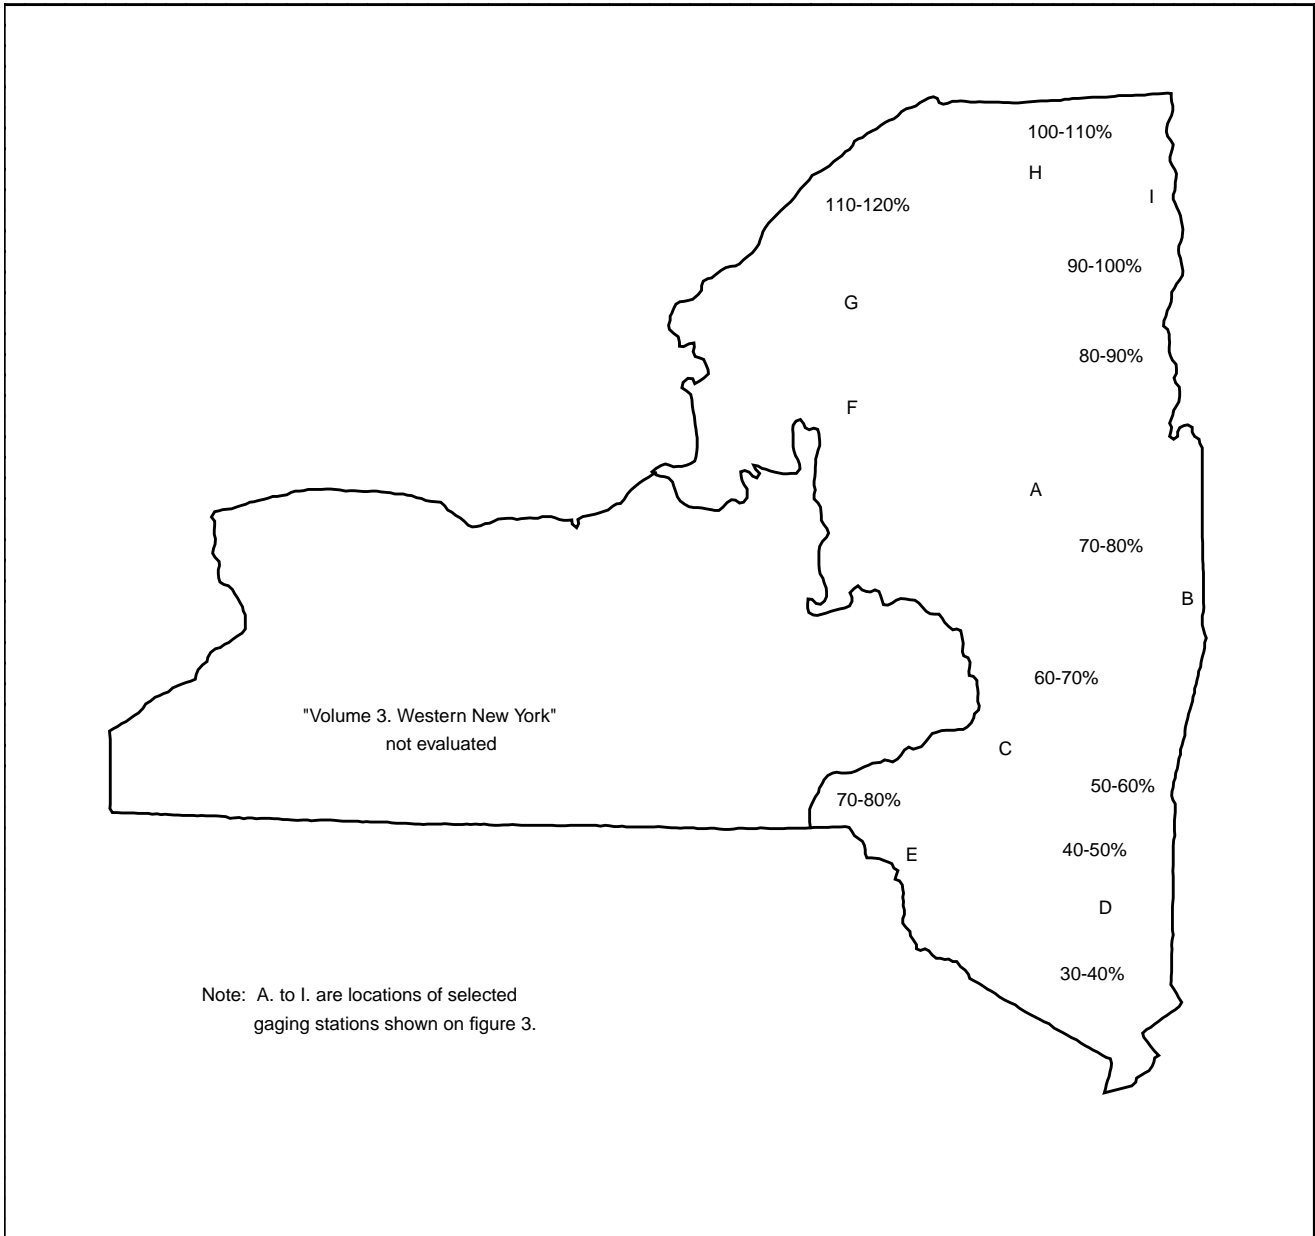 100-110%
H
I
110-120%
90-100%
G
80-90%
F
A
70-80%
B
60-70%
"Volume 3. Western New York"
not evaluated
C
50-60%
70-80%
40-50%
E
D
30-40%
Note: A. to I. are locations of selected
gaging stations shown on figure 3.